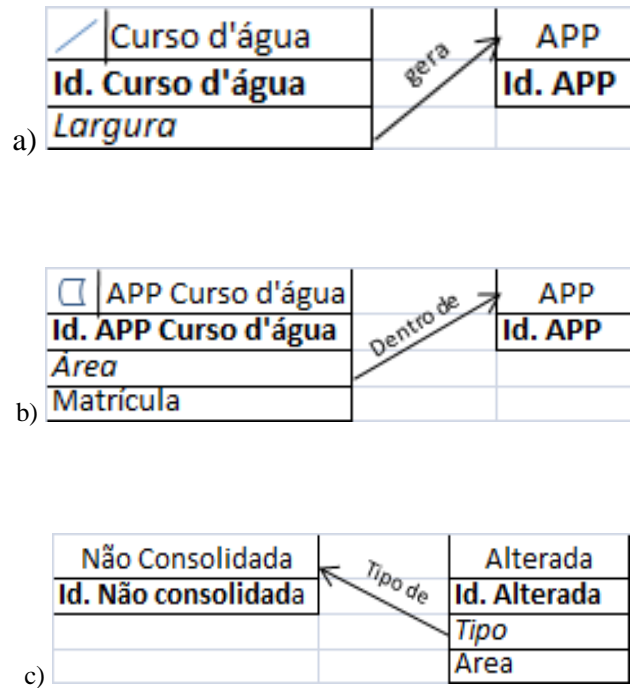 Curso d'água
gera
APP
Id. Curso d'água
Id. APP
Largura
a)
APP Curso d'água
Dentro de
APP
Id. APP Curso d'água
Id. APP
Área
Matrícula
b)
Não Consolidada
Tipo de
Alterada
Id. Não consolidada
Id. Alterada
Tipo
Area
c)